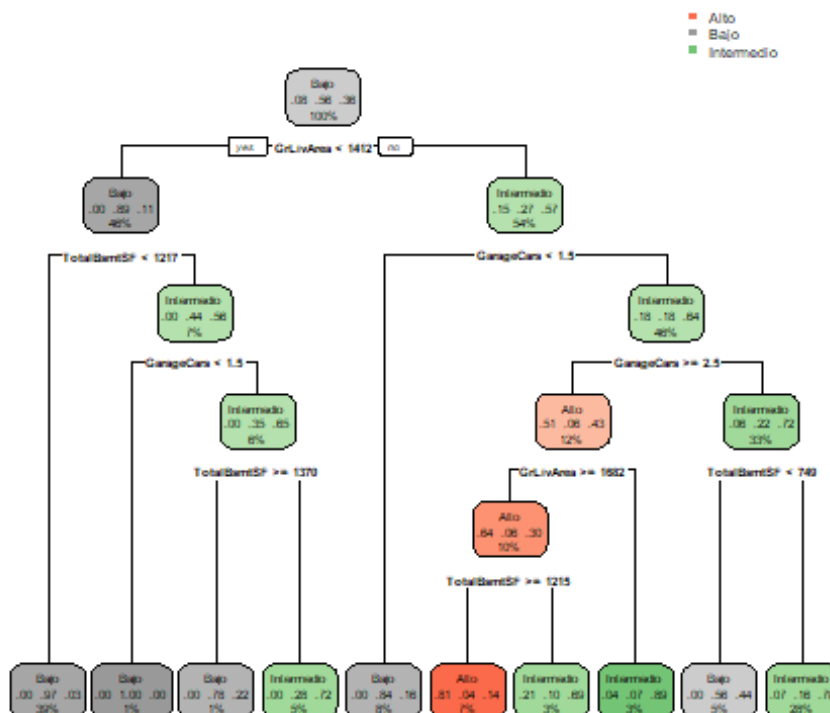 Alto
Bajo
Intermedio
Bajo
.08 .56 .36
100%
yes GrLivArea < 1412 no
Bajo
.00 .89 .11
46%
Intermedio
.15 .27 .57
54%
TotalBsmtSF < 1217
GarageCars < 1.5
Intermedio
.00 .44 .56
7%
Intermedio
.18 .18 .64
46%
GarageCars < 1.5
GarageCars >= 2.5
Intermedio
.00 .35 .65
6%
Alto
.51 .06 .43
12%
Intermedio
.06 .22 .72
33%
TotalBsmtSF >= 1370
GrLivArea >= 1682
TotalBsmtSF < 749
Alto
.64 .06 .30
10%
TotalBsmtSF >= 1215
Bajo
.00 .97 .03
39%
Bajo
.00 1.00 .00
1%
Bajo
.00 .78 .22
1%
Intermedio
.00 .28 .72
5%
Bajo
.00 .84 .16
8%
Alto
.81 .04 .14
7%
Intermedio
.21 .10 .69
3%
Intermedio
.04 .07 .89
3%
Bajo
.00 .56 .44
5%
Intermedio
.07 .16
28%